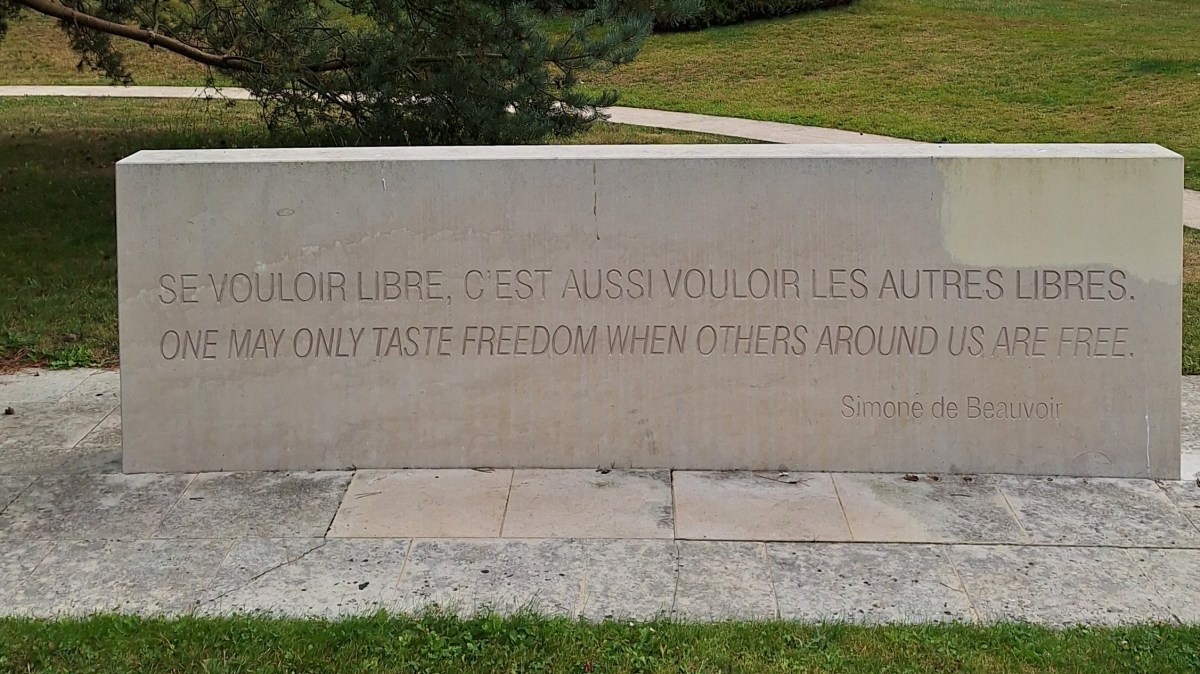 SE VOULOIR LIBRE, C'EST AUSSI VOULOIR LES AUTRES LIBRES.
ONE MAY ONLY TASTE FREEDOM WHEN OTHERS AROUND US ARE FREE.
Simone de Beauvoir